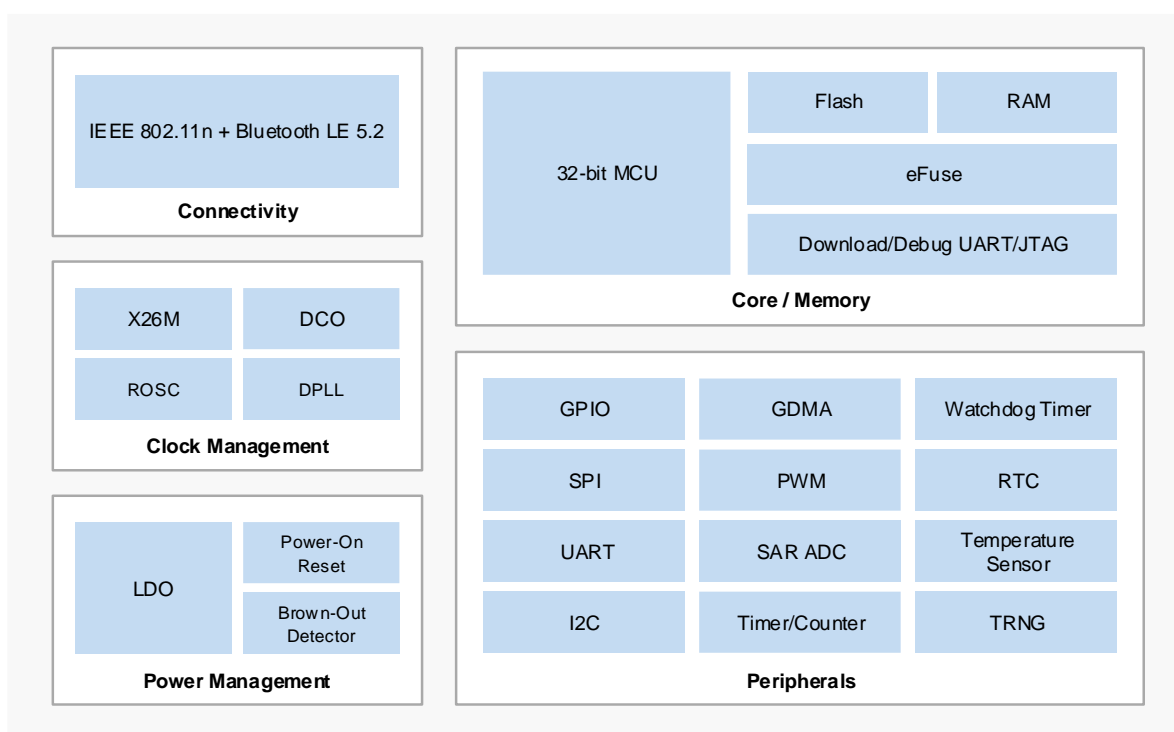 IEEE 802.11n + Bluetooth LE 5.2
Connectivity
X26M
DCO
ROSC
DPLL
Clock Management
LDO
Power-On
Reset
Brown-Out
Detector
Power Management
32-bit MCU
Flash
RAM
eFuse
Download/Debug UART/JTAG
Core / Memory
GPIO
GDMA
Watchdog Timer
SPI
PWM
RTC
UART
SAR ADC
Temperature
Sensor
I2C
Timer/Counter
TRNG
Peripherals